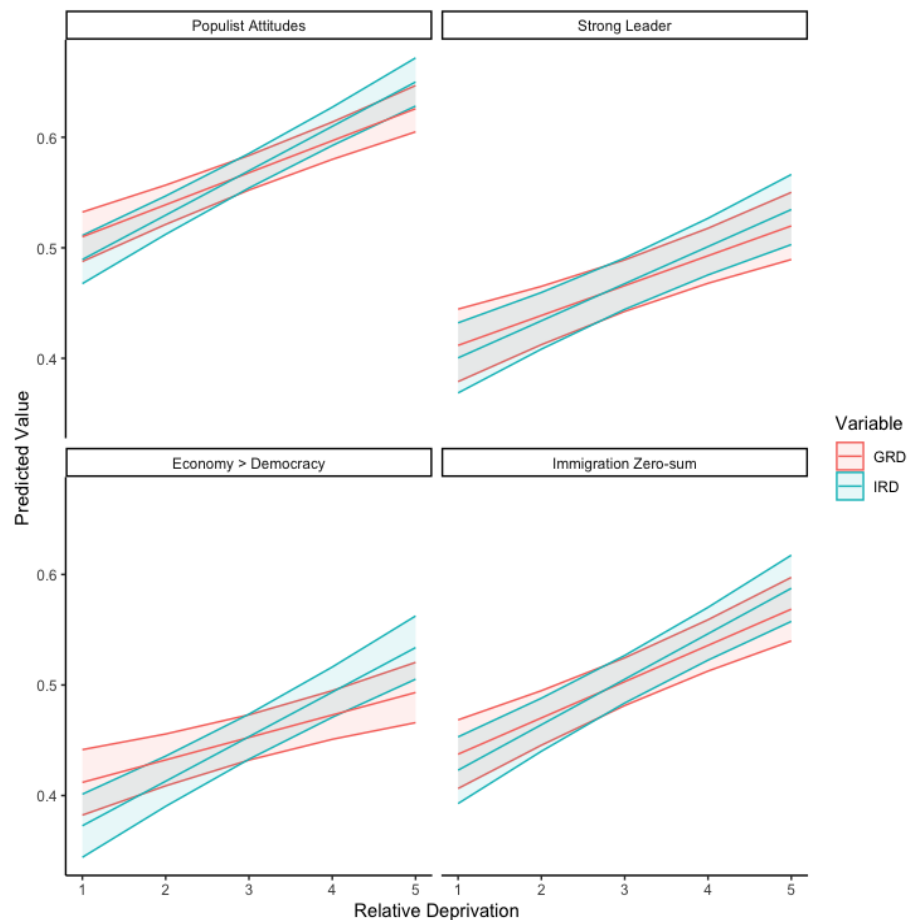 Populist Attitudes
Strong Leader
0.6
0.5
0.4
Economy > Democracy
Immigration Zero-sum
0.6
0.5
0.4
1 2 3 4 5
1 2 3 4 5
Relative Deprivation
Predicted Value
Variable
GRD
IRD